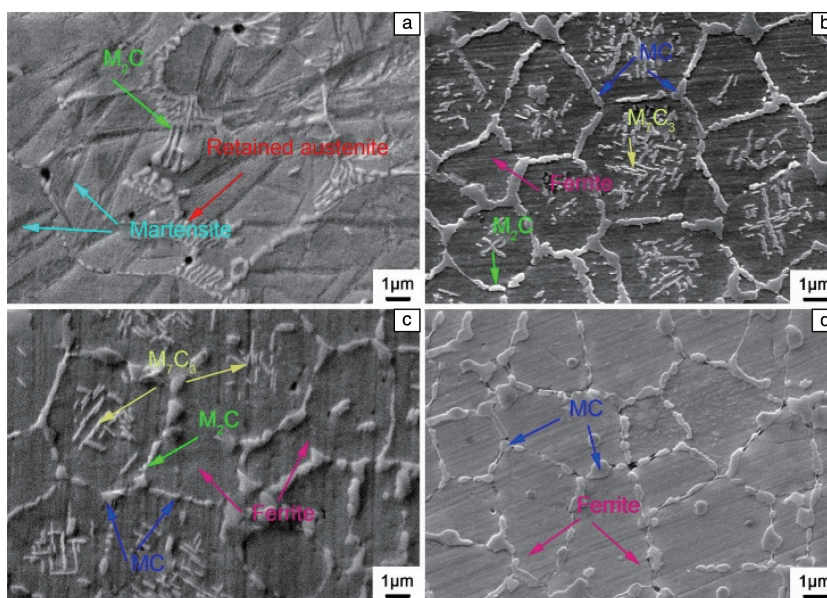 a
M₂C
Retained austenite
Martensite
1μm
b
MC
M₇C₃
Ferrite
M₂C
1μm
c
M₇C₃
M₂C
Ferrite
MC
1μm
d
MC
Ferrite
1μm